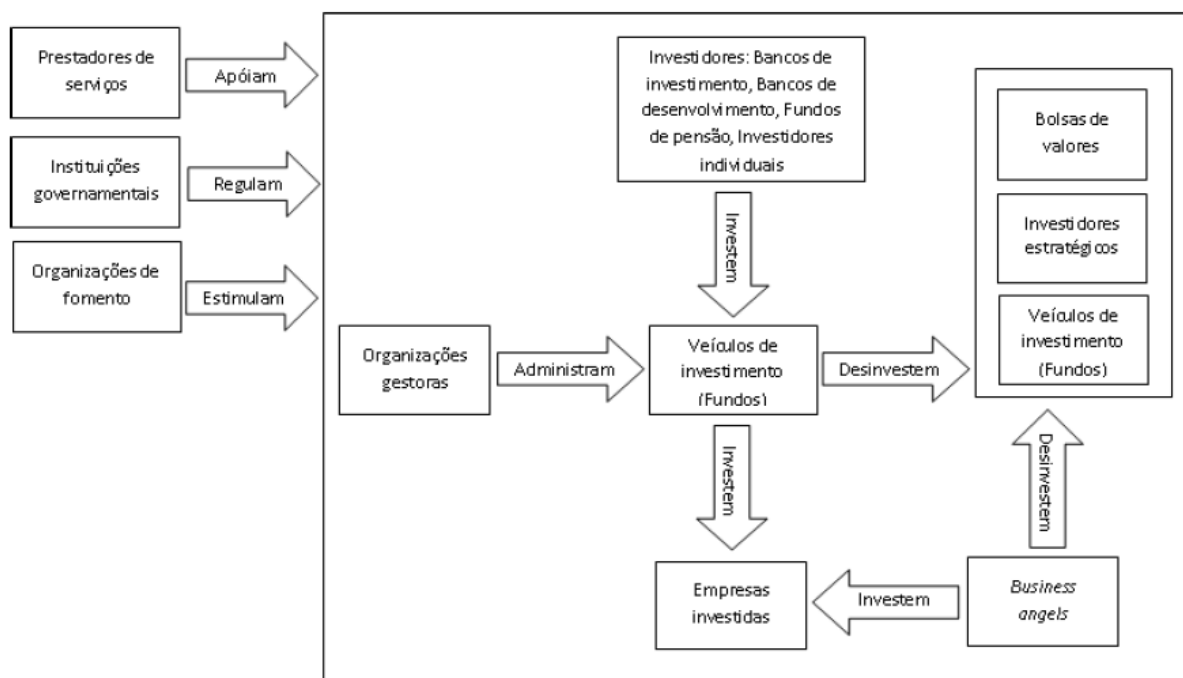 Prestadores de
serviços
Apóiam
Instituições
governamentais
Regulam
Organizações de
fomento
Estimulam
Investidores: Bancos de
investimento, Bancos de
desenvolvimento, Fundos
de pensão, Investidores
individuais
Investem
Organizações
gestoras
Administram
Veículos de
investimento
(Fundos)
Desinvestem
Bolsas de
valores
Investidores
estratégicos
Veículos de
investimento
(Fundos)
Investem
Desinvestem
Empresas
investidas
Investem
Business
angels